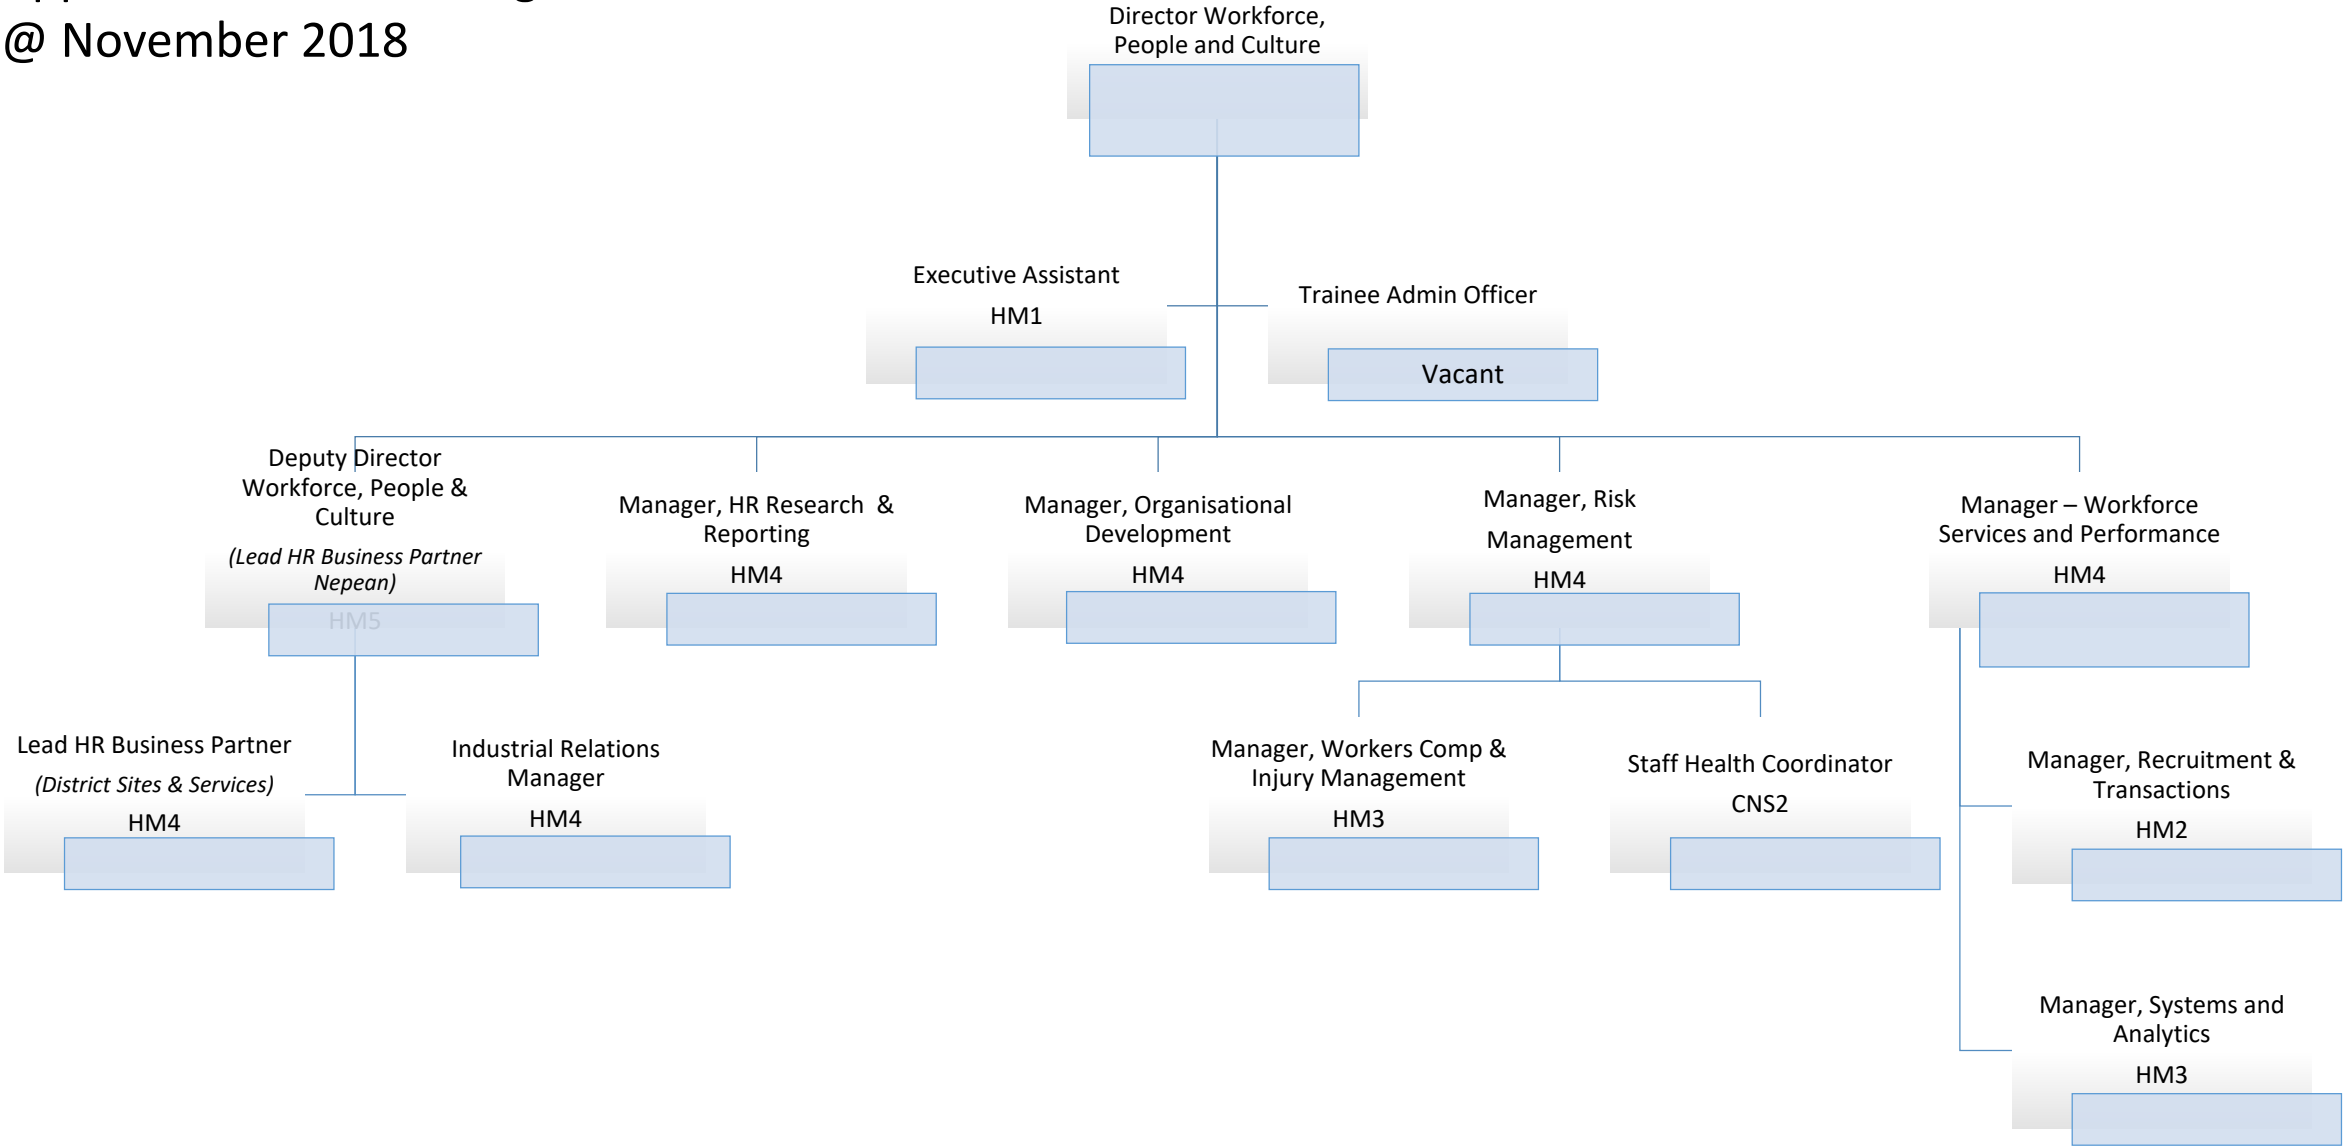 @ November 2018
Director Workforce,
People and Culture
Executive Assistant
HM1
Trainee Admin Officer
Vacant
Deputy Director
Workforce, People &
Culture
(Lead HR Business Partner
Nepean)
HM5
Manager, HR Research &
Reporting
HM4
Manager, Organisational
Development
HM4
Manager, Risk
Management
HM4
Manager – Workforce
Services and Performance
HM4
Lead HR Business Partner
(District Sites & Services)
HM4
Industrial Relations
Manager
HM4
Manager, Workers Comp &
Injury Management
HM3
Staff Health Coordinator
CNS2
Manager, Recruitment &
Transactions
HM2
Manager, Systems and
Analytics
HM3